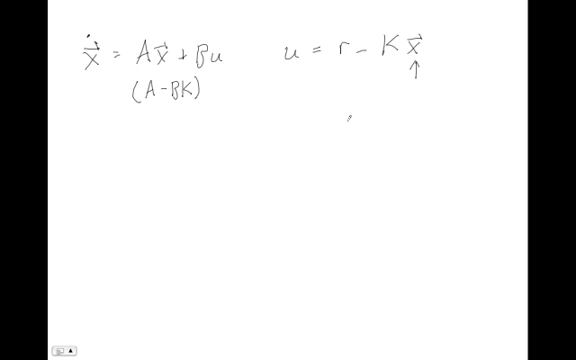 ẋ⃗ = Ax⃗ + Bu    u = r - Kx⃗
(A - BK)    ↑